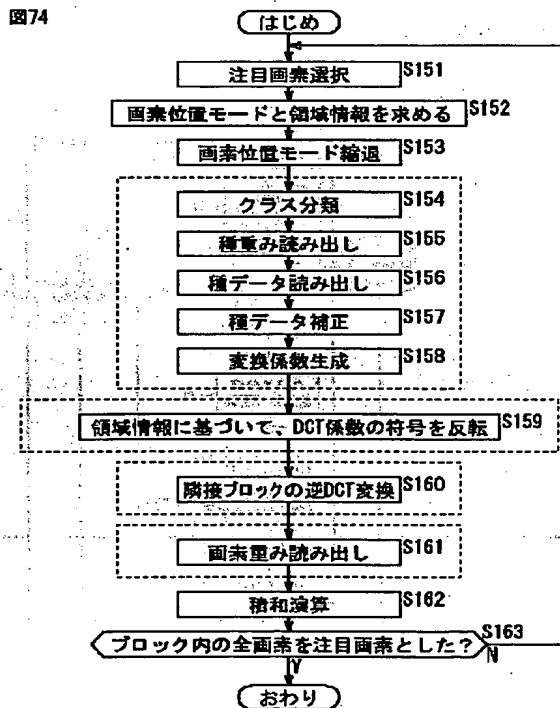 図74
はじめ
注目画素選択 S151
画素位置モードと領域情報を求める S152
画素位置モード縮退 S153
クラス分類 S154
種重み読み出し S155
種データ読み出し S156
種データ補正 S157
変換係数生成 S158
領域情報に基づいて、DCT係数の符号を反転 S159
隣接ブロックの逆DCT変換 S160
画素重み読み出し S161
積和演算 S162
ブロック内の全画素を注目画素とした? S163
N
Y
おわり